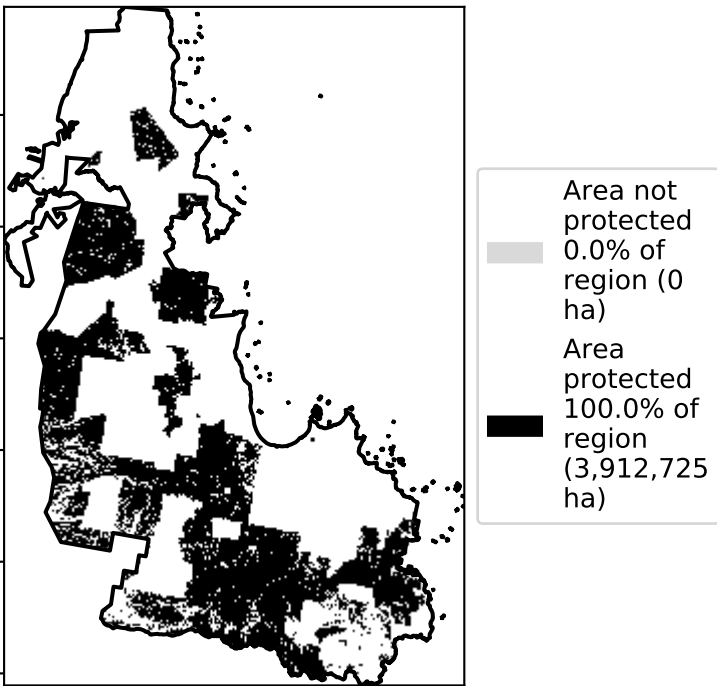 Area not
protected
0.0% of
region (0
ha)
Area
protected
100.0% of
region
(3,912,725
ha)